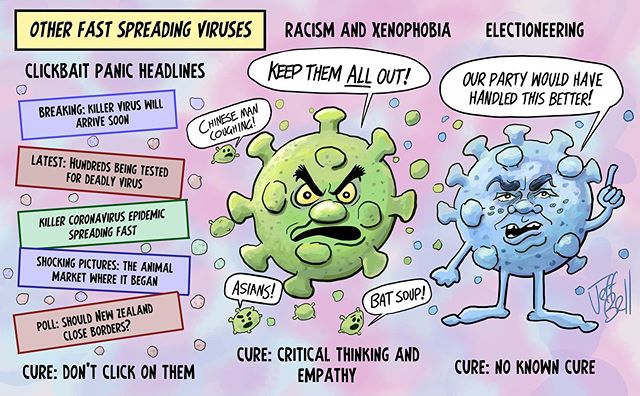 OTHER FAST SPREADING VIRUSES
CLICKBAIT PANIC HEADLINES
BREAKING: KILLER VIRUS WILL
ARRIVE SOON
LATEST: HUNDREDS BEING TESTED
FOR DEADLY VIRUS
KILLER CORONAVIRUS EPIDEMIC
SPREADING FAST
SHOCKING PICTURES: THE ANIMAL
MARKET WHERE IT BEGAN
POLL: SHOULD NEW ZEALAND
CLOSE BORDERS?
CURE: DON'T CLICK ON THEM
RACISM AND XENOPHOBIA
KEEP THEM ALL OUT!
CHINESE MAN
COUGHING!
ASIANS!
BAT SOUP!
CURE: CRITICAL THINKING AND
EMPATHY
ELECTIONEERING
OUR PARTY WOULD HAVE
HANDLED THIS BETTER!
Jeff
Bell
CURE: NO KNOWN CURE